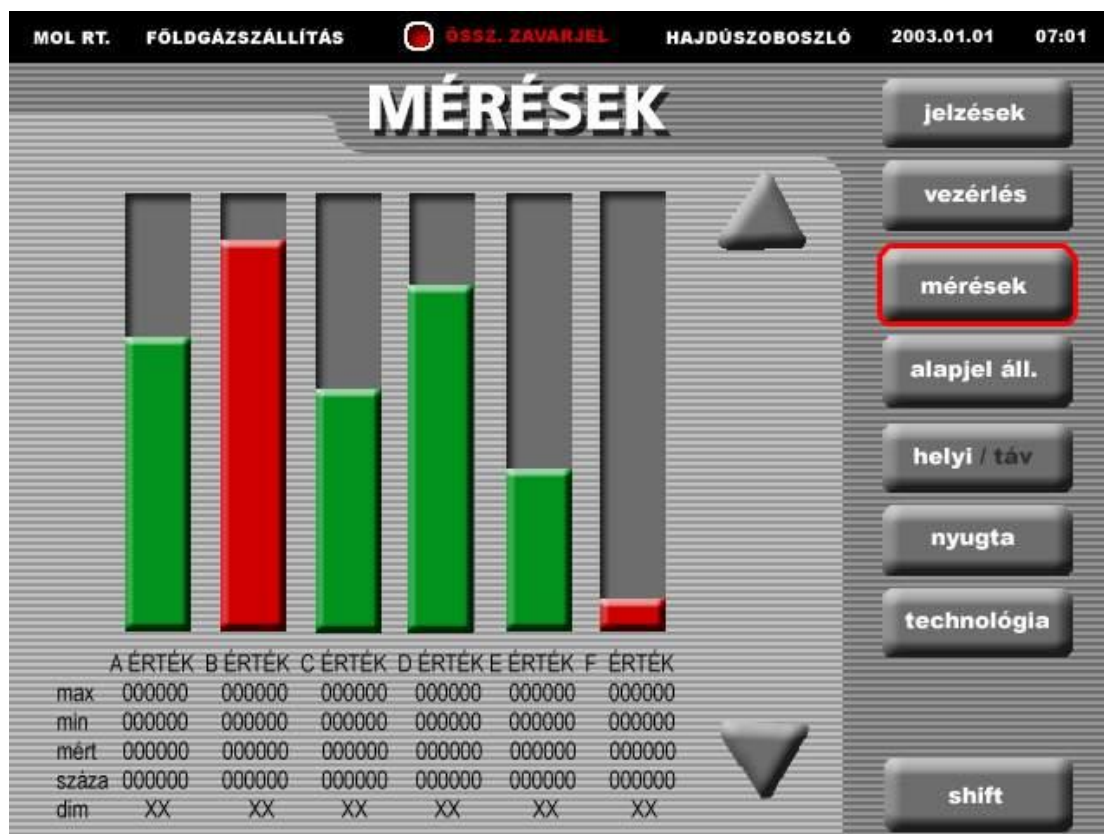 MOL RT. FÖLDGÁZSZÁLLÍTÁS ÖSSZ. ZAVARJEL HAJDÚSZOBOSZLÓ 2003.01.01 07:01
MÉRÉSEK
jelzések
vezérlés
mérések
alapjel áll.
helyi / táv
nyugta
technológia
shift
A ÉRTÉK B ÉRTÉK C ÉRTÉK D ÉRTÉK E ÉRTÉK F ÉRTÉK
max 000000 000000 000000 000000 000000 000000
min 000000 000000 000000 000000 000000 000000
mért 000000 000000 000000 000000 000000 000000
száza 000000 000000 000000 000000 000000 000000
dim XX XX XX XX XX XX